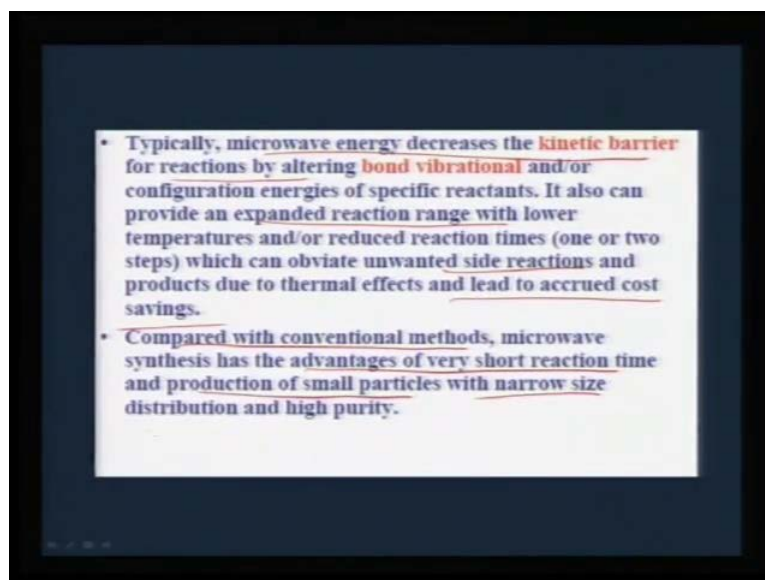 • Typically, microwave energy decreases the kinetic barrier
for reactions by altering bond vibrational and/or
configuration energies of specific reactants. It also can
provide an expanded reaction range with lower
temperatures and/or reduced reaction times (one or two
steps) which can obviate unwanted side reactions and
products due to thermal effects and lead to accrued cost
savings.
• Compared with conventional methods, microwave
synthesis has the advantages of very short reaction time
and production of small particles with narrow size
distribution and high purity.